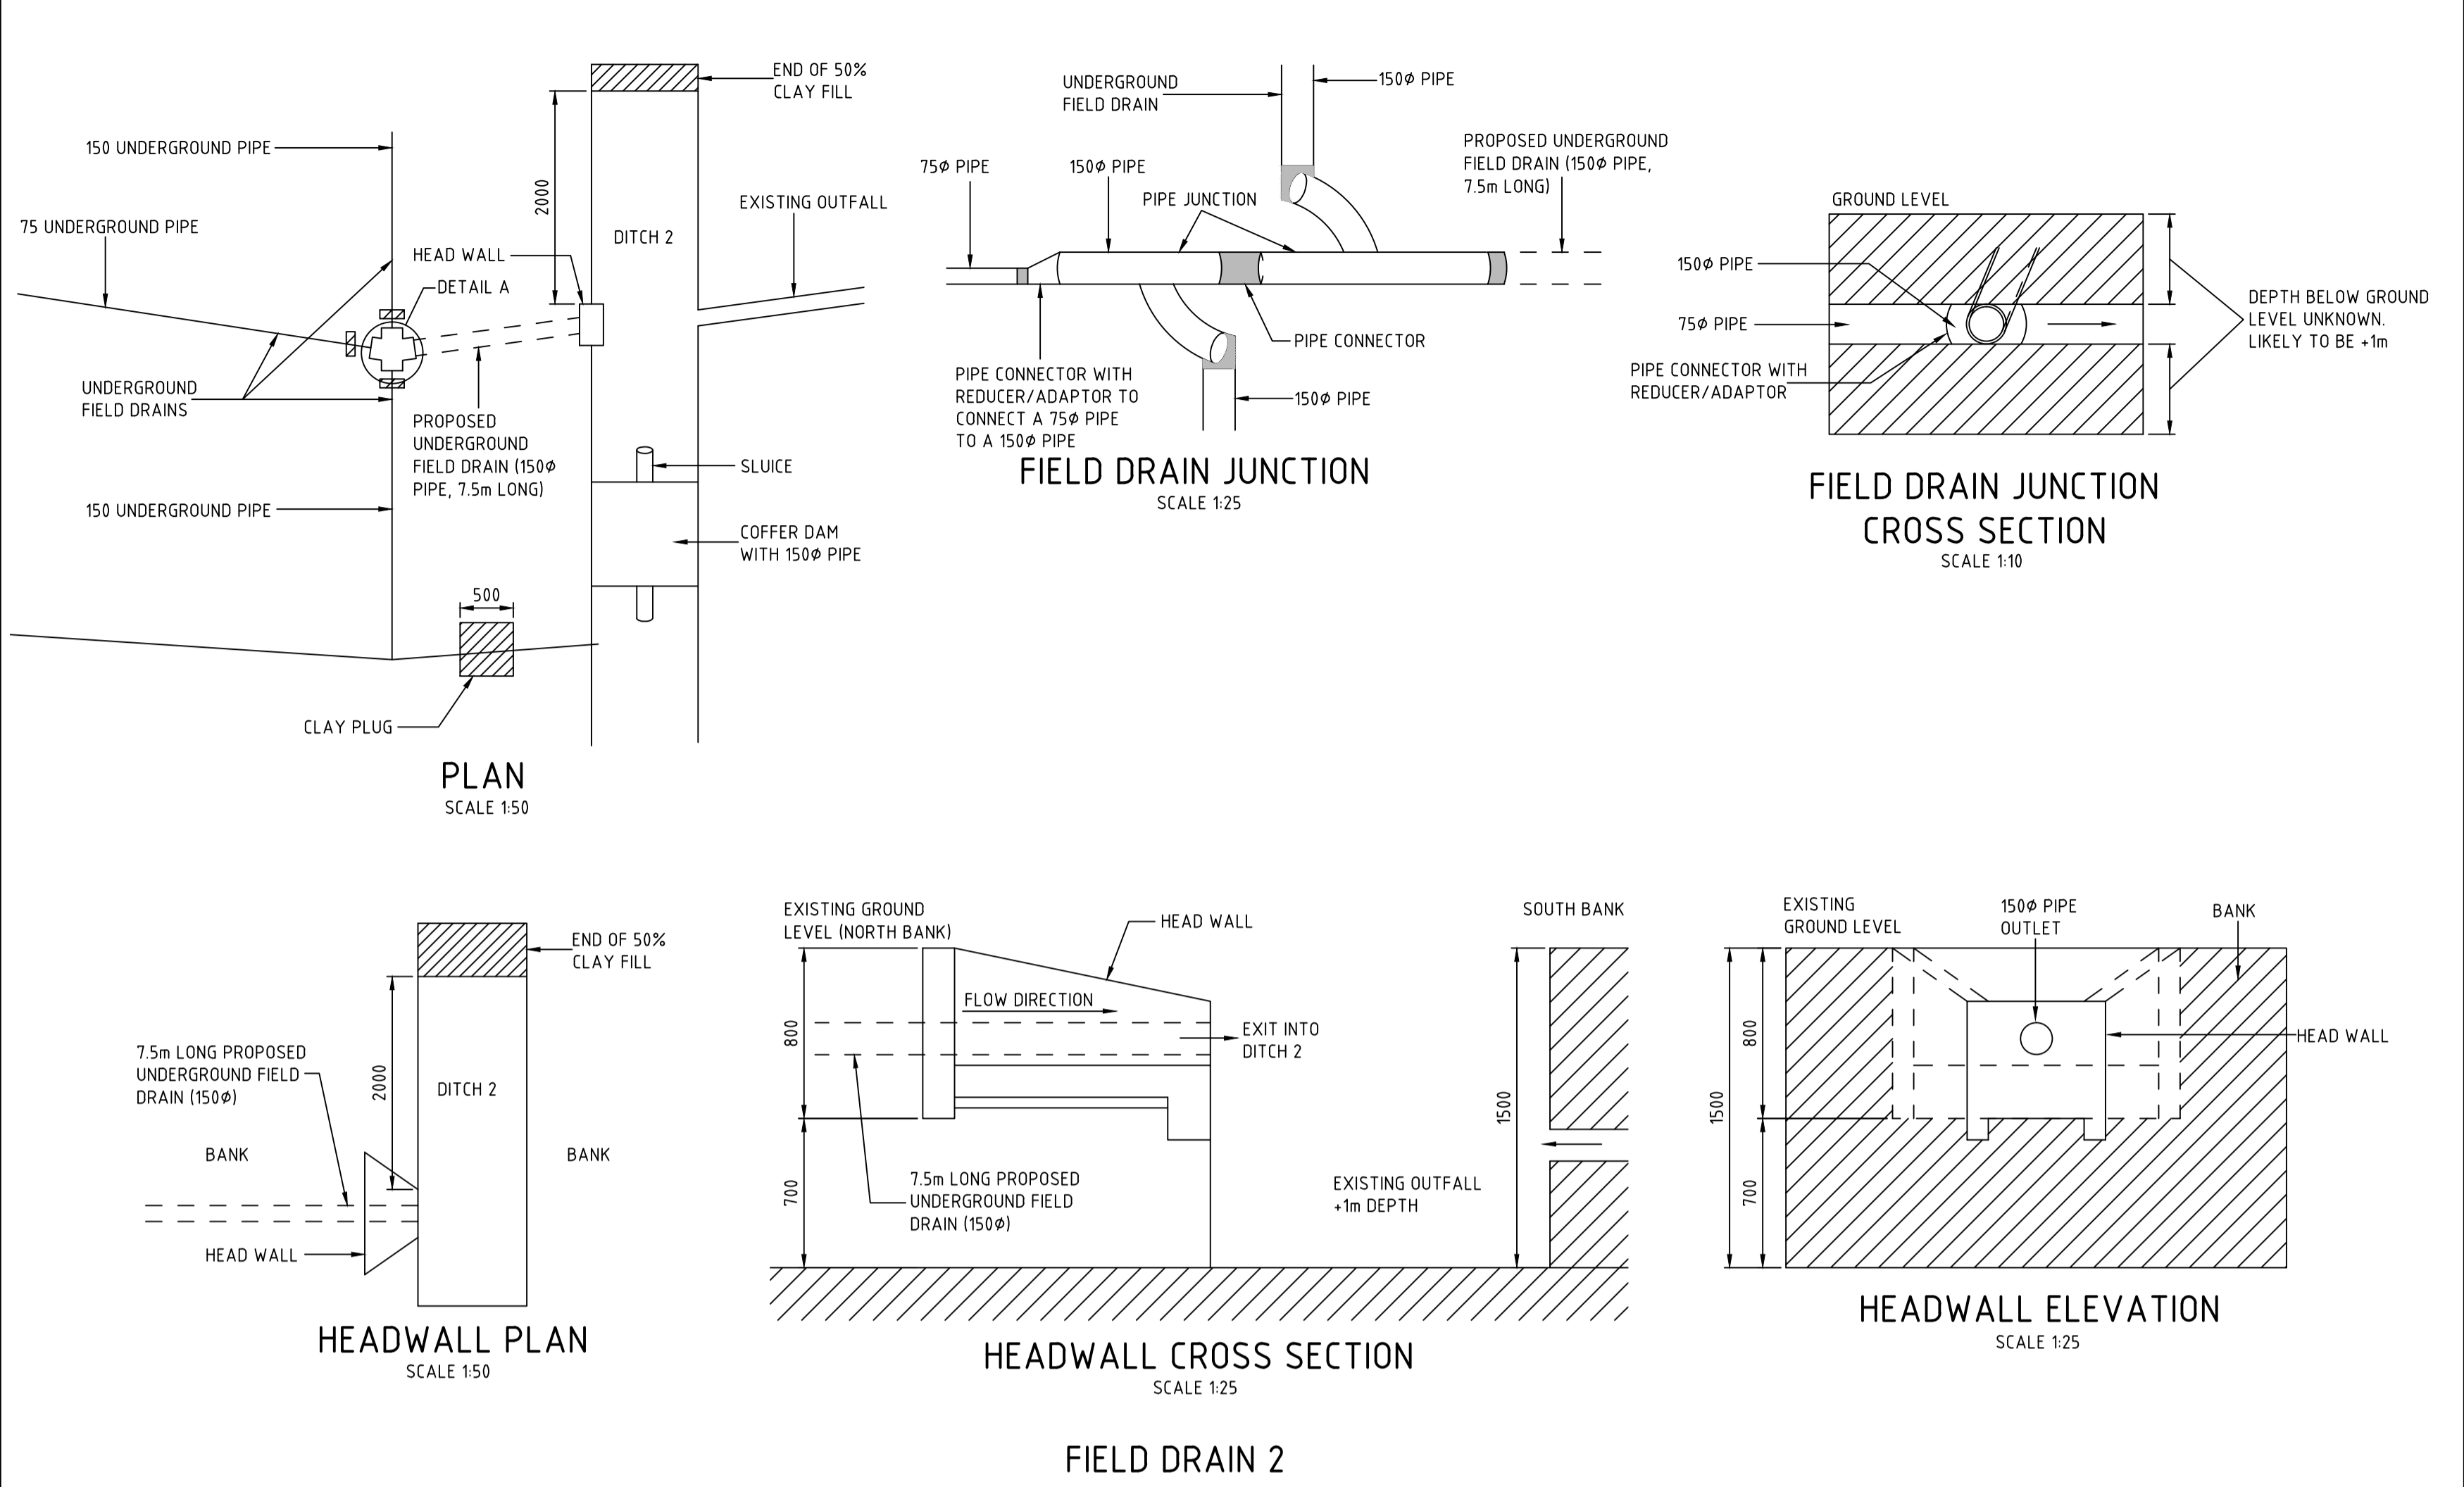 END OF 50%
CLAY FILL
150 UNDERGROUND PIPE
2000
75 UNDERGROUND PIPE
EXISTING OUTFALL
DITCH 2
HEAD WALL
DETAIL A
UNDERGROUND
FIELD DRAINS
PROPOSED
UNDERGROUND
FIELD DRAIN (150Ø
PIPE, 7.5m LONG)
SLUICE
150 UNDERGROUND PIPE
COFFER DAM
WITH 150Ø PIPE
500
CLAY PLUG
PLAN
SCALE 1:50
UNDERGROUND
FIELD DRAIN
150Ø PIPE
75Ø PIPE
150Ø PIPE
PIPE JUNCTION
PROPOSED UNDERGROUND
FIELD DRAIN (150Ø PIPE,
7.5m LONG)
PIPE CONNECTOR
PIPE CONNECTOR WITH
REDUCER/ADAPTOR TO
CONNECT A 75Ø PIPE
TO A 150Ø PIPE
150Ø PIPE
FIELD DRAIN JUNCTION
SCALE 1:25
GROUND LEVEL
150Ø PIPE
75Ø PIPE
PIPE CONNECTOR WITH
REDUCER/ADAPTOR
DEPTH BELOW GROUND
LEVEL UNKNOWN.
LIKELY TO BE +1m
FIELD DRAIN JUNCTION
CROSS SECTION
SCALE 1:10
END OF 50%
CLAY FILL
7.5m LONG PROPOSED
UNDERGROUND FIELD
DRAIN (150Ø)
2000
DITCH 2
BANK
BANK
HEAD WALL
HEADWALL PLAN
SCALE 1:50
EXISTING GROUND
LEVEL (NORTH BANK)
HEAD WALL
SOUTH BANK
FLOW DIRECTION
800
EXIT INTO
DITCH 2
1500
700
7.5m LONG PROPOSED
UNDERGROUND FIELD
DRAIN (150Ø)
EXISTING OUTFALL
+1m DEPTH
HEADWALL CROSS SECTION
SCALE 1:25
EXISTING
GROUND LEVEL
150Ø PIPE
OUTLET
BANK
800
HEAD WALL
1500
700
HEADWALL ELEVATION
SCALE 1:25
FIELD DRAIN 2